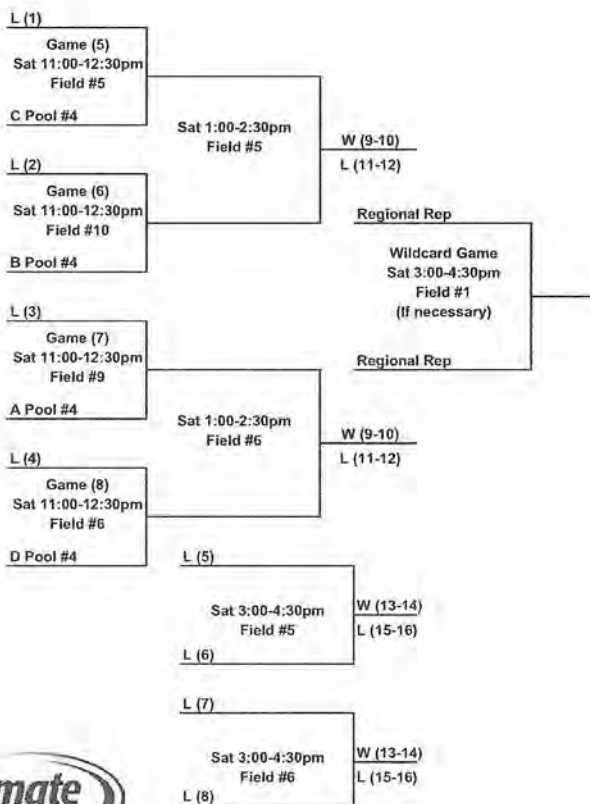 L (1)
Game (5)
Sat 11:00-12:30pm
Field #5
C Pool #4
Sat 1:00-2:30pm
Field #5
W (9-10)
L (11-12)
L (2)
Game (6)
Sat 11:00-12:30pm
Field #10
B Pool #4
Regional Rep
Wildcard Game
Sat 3:00-4:30pm
Field #1
(If necessary)
Regional Rep
L (3)
Game (7)
Sat 11:00-12:30pm
Field #9
A Pool #4
Sat 1:00-2:30pm
Field #6
W (9-10)
L (11-12)
L (4)
Game (8)
Sat 11:00-12:30pm
Field #6
D Pool #4
L (5)
Sat 3:00-4:30pm
Field #5
W (13-14)
L (15-16)
L (6)
L (7)
Sat 3:00-4:30pm
Field #6
W (13-14)
L (15-16)
L (8)
mate